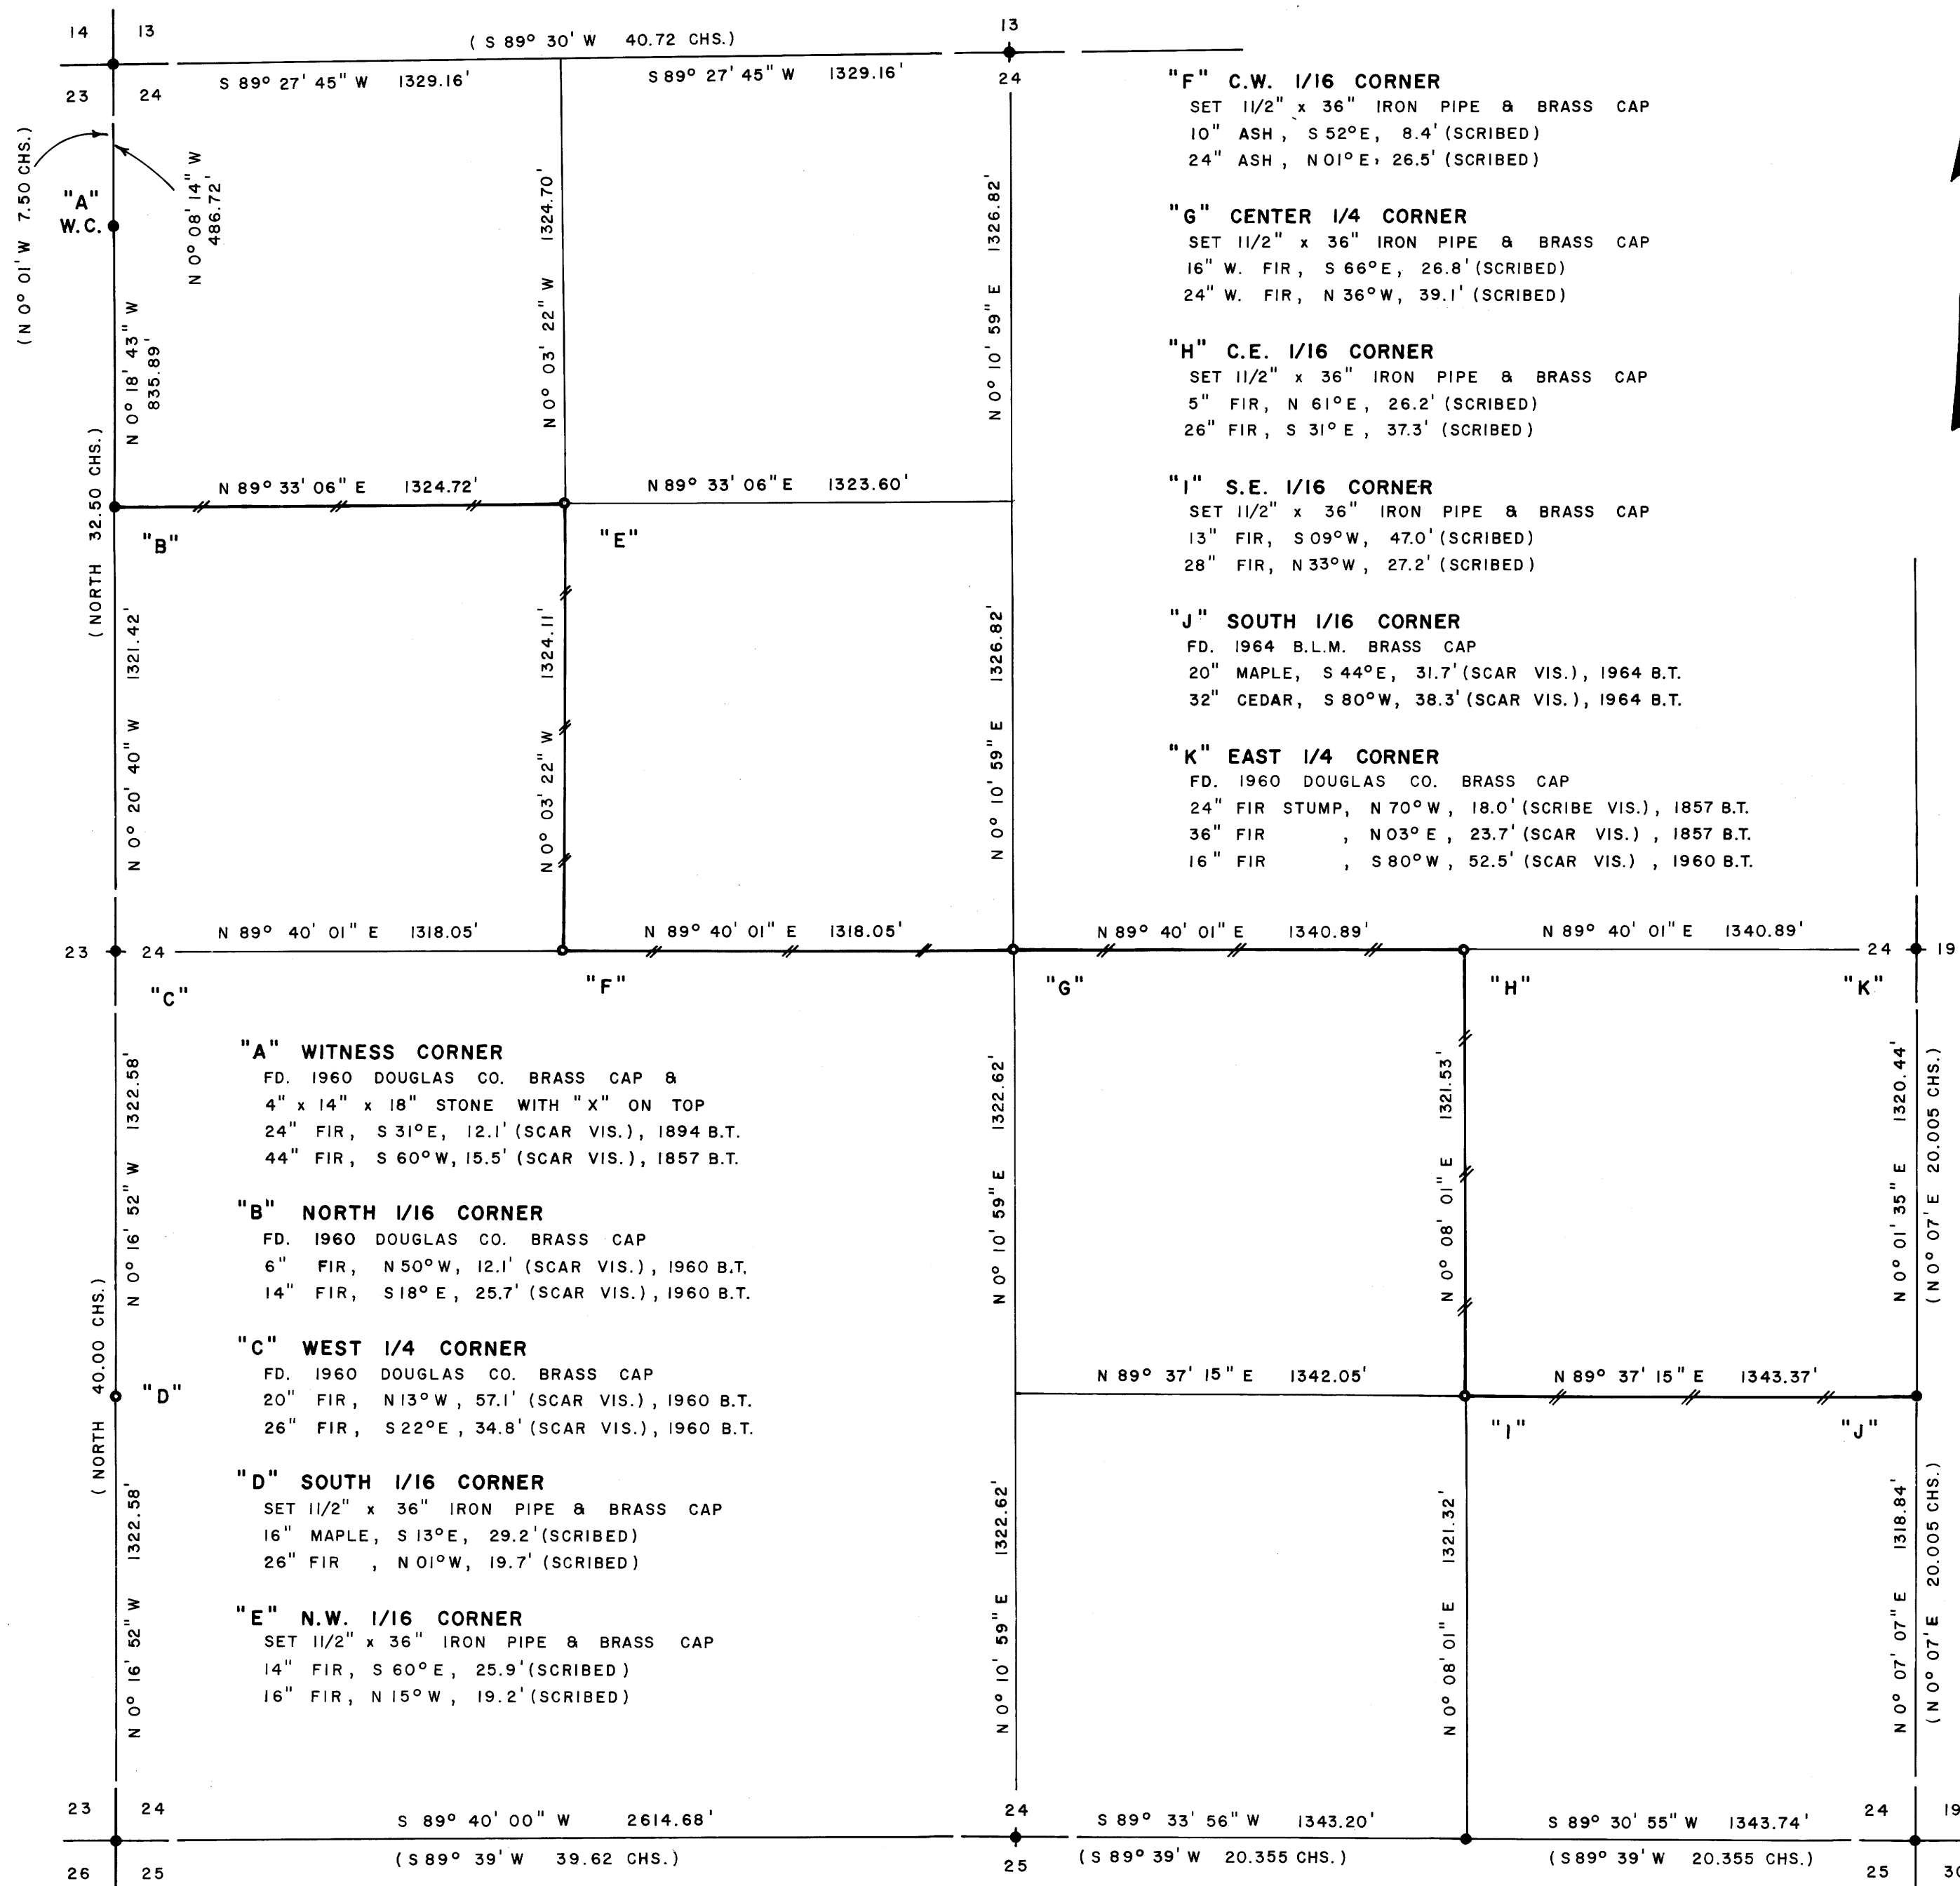 14 13
( S 89° 30' W 40.72 CHS.)
13
S 89° 27' 45" W 1329.16'
S 89° 27' 45" W 1329.16'
23 24
24
(N 0° 01' W 7.50 CHS.)
N 0° 08' 14" W
486.72'
"A"
W.C.
N 0° 18' 43" W
835.89'
(NORTH 32.50 CHS.)
N 0° 03' 22" W 1324.70'
N 0° 10' 59" E 1326.82'
N 89° 33' 06" E 1324.72'
N 89° 33' 06" E 1323.60'
"B"
"E"
N 0° 20' 40" W 1321.42'
N 0° 03' 22" W 1324.11'
N 0° 10' 59" E 1326.82'
"F" C.W. 1/16 CORNER
SET 11/2" x 36" IRON PIPE & BRASS CAP
10" ASH, S 52° E, 8.4' (SCRIBED)
24" ASH, N 01° E, 26.5' (SCRIBED)
"G" CENTER 1/4 CORNER
SET 11/2" x 36" IRON PIPE & BRASS CAP
16" W. FIR, S 66° E, 26.8' (SCRIBED)
24" W. FIR, N 36° W, 39.1' (SCRIBED)
"H" C.E. 1/16 CORNER
SET 11/2" x 36" IRON PIPE & BRASS CAP
5" FIR, N 61° E, 26.2' (SCRIBED)
26" FIR, S 31° E, 37.3' (SCRIBED)
"I" S.E. 1/16 CORNER
SET 11/2" x 36" IRON PIPE & BRASS CAP
13" FIR, S 09° W, 47.0' (SCRIBED)
28" FIR, N 33° W, 27.2' (SCRIBED)
"J" SOUTH 1/16 CORNER
FD. 1964 B.L.M. BRASS CAP
20" MAPLE, S 44° E, 31.7' (SCAR VIS.), 1964 B.T.
32" CEDAR, S 80° W, 38.3' (SCAR VIS.), 1964 B.T.
"K" EAST 1/4 CORNER
FD. 1960 DOUGLAS CO. BRASS CAP
24" FIR STUMP, N 70° W, 18.0' (SCRIBE VIS.), 1857 B.T.
36" FIR , N 03° E, 23.7' (SCAR VIS.), 1857 B.T.
16" FIR , S 80° W, 52.5' (SCAR VIS.), 1960 B.T.
N 89° 40' 01" E 1318.05'
N 89° 40' 01" E 1318.05'
N 89° 40' 01" E 1340.89'
N 89° 40' 01" E 1340.89'
23 24
24 19
"C"
"F"
"G"
"H"
"K"
"A" WITNESS CORNER
FD. 1960 DOUGLAS CO. BRASS CAP &
4" x 14" x 18" STONE WITH "X" ON TOP
24" FIR, S 31° E, 12.1' (SCAR VIS.), 1894 B.T.
44" FIR, S 60° W, 15.5' (SCAR VIS.), 1857 B.T.
"B" NORTH 1/16 CORNER
FD. 1960 DOUGLAS CO. BRASS CAP
6" FIR, N 50° W, 12.1' (SCAR VIS.), 1960 B.T.
14" FIR, S 18° E, 25.7' (SCAR VIS.), 1960 B.T.
"C" WEST 1/4 CORNER
FD. 1960 DOUGLAS CO. BRASS CAP
20" FIR, N 13° W, 57.1' (SCAR VIS.), 1960 B.T.
26" FIR, S 22° E, 34.8' (SCAR VIS.), 1960 B.T.
"D" SOUTH 1/16 CORNER
SET 11/2" x 36" IRON PIPE & BRASS CAP
16" MAPLE, S 13° E, 29.2' (SCRIBED)
26" FIR , N 01° W, 19.7' (SCRIBED)
"E" N.W. 1/16 CORNER
SET 11/2" x 36" IRON PIPE & BRASS CAP
14" FIR, S 60° E, 25.9' (SCRIBED)
16" FIR, N 15° W, 19.2' (SCRIBED)
N 0° 16' 52" W 1322.58'
(NORTH 40.00 CHS.)
"D"
N 0° 16' 52" W 1322.58'
N 0° 10' 59" E 1322.62'
N 0° 10' 59" E 1322.62'
N 0° 08' 01" E 1321.53'
N 0° 01' 35" E 1320.44'
(N 0° 07' E 20.005 CHS.)
N 89° 37' 15" E 1342.05'
N 89° 37' 15" E 1343.37'
"I"
"J"
N 0° 08' 01" E 1321.32'
N 0° 07' 07" E 1318.84'
(N 0° 07' E 20.005 CHS.)
23 24
S 89° 40' 00" W 2614.68'
24
S 89° 33' 56" W 1343.20'
S 89° 30' 55" W 1343.74'
24 19
26 25
(S 89° 39' W 39.62 CHS.)
25
(S 89° 39' W 20.355 CHS.)
(S 89° 39' W 20.355 CHS.)
25 30